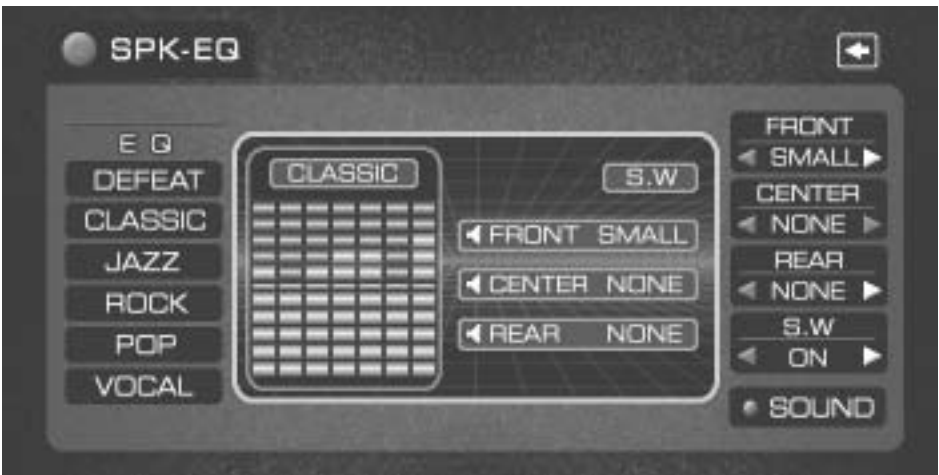 SPK-EQ
E Q
DEFEAT
CLASSIC
JAZZ
ROCK
POP
VOCAL
CLASSIC
S.W
FRONT SMALL
CENTER NONE
REAR NONE
FRONT
SMALL
CENTER
NONE
REAR
NONE
S.W
ON
SOUND